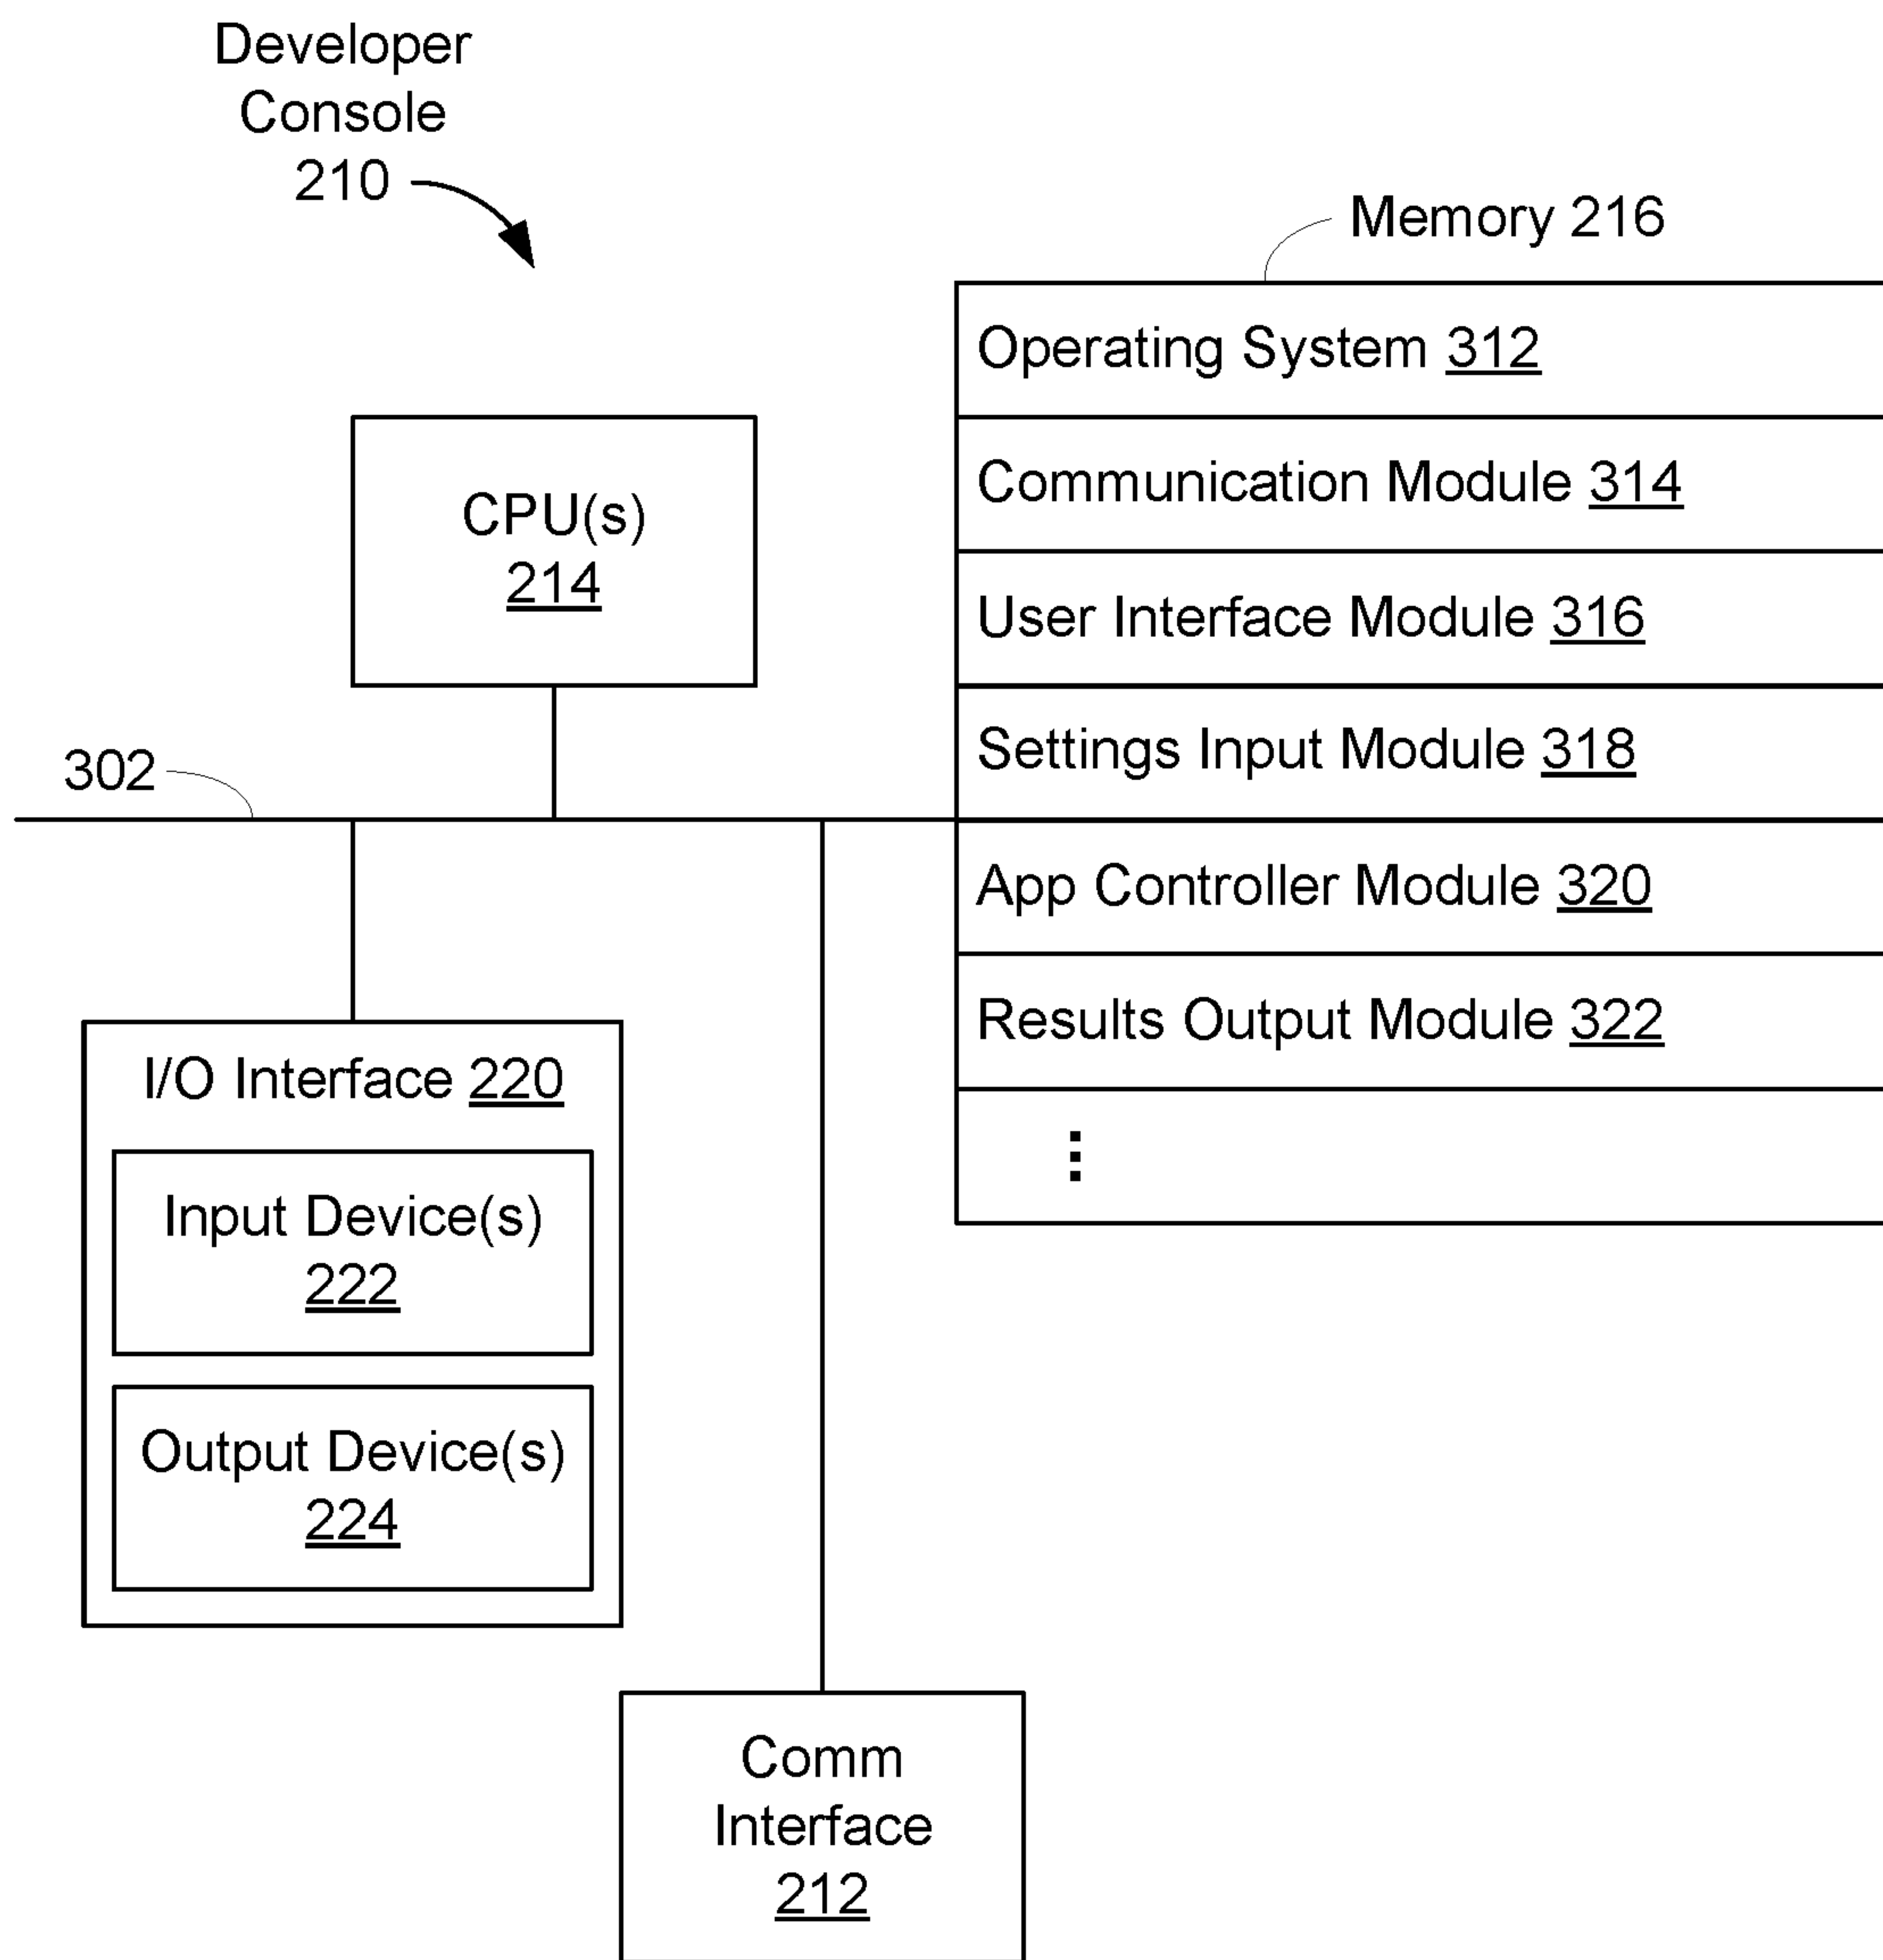 Developer
Console
210
Memory 216
Operating System 312
Communication Module 314
User Interface Module 316
Settings Input Module 318
App Controller Module 320
Results Output Module 322
⋮
CPU(s)
214
302
I/O Interface 220
Input Device(s)
222
Output Device(s)
224
Comm
Interface
212